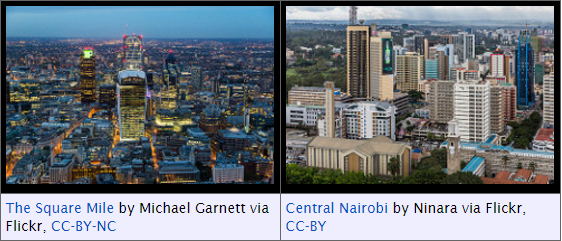 The Square Mile by Michael Garnett via
Flickr, CC-BY-NC
Central Nairobi by Ninara via Flickr,
CC-BY